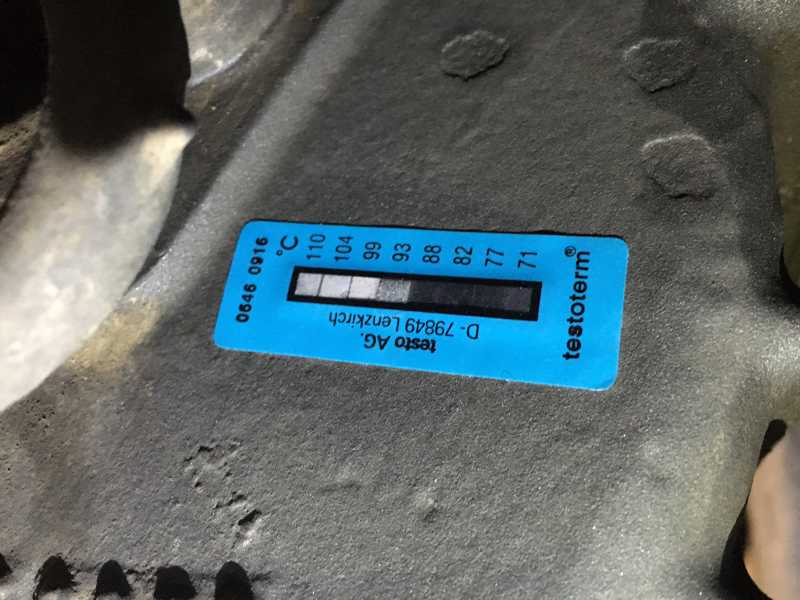 0646 0916
°C
110
104
99
93
88
82
77
71
testoterm®
testo AG.
D-79849 Lenzkirch